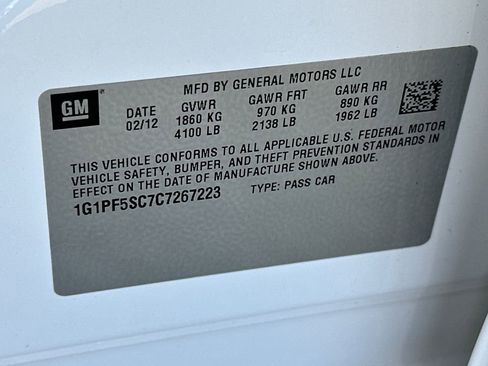 MFD BY GENERAL MOTORS LLC
GM
DATE GVWR GAWR FRT GAWR RR
02/12 1860 KG 970 KG 890 KG
4100 LB 2138 LB 1962 LB
THIS VEHICLE CONFORMS TO ALL APPLICABLE U.S. FEDERAL MOTOR
VEHICLE SAFETY, BUMPER, AND THEFT PREVENTION STANDARDS IN
EFFECT ON THE DATE OF MANUFACTURE SHOWN ABOVE.
1G1PF5SC7C7267223 TYPE: PASS CAR